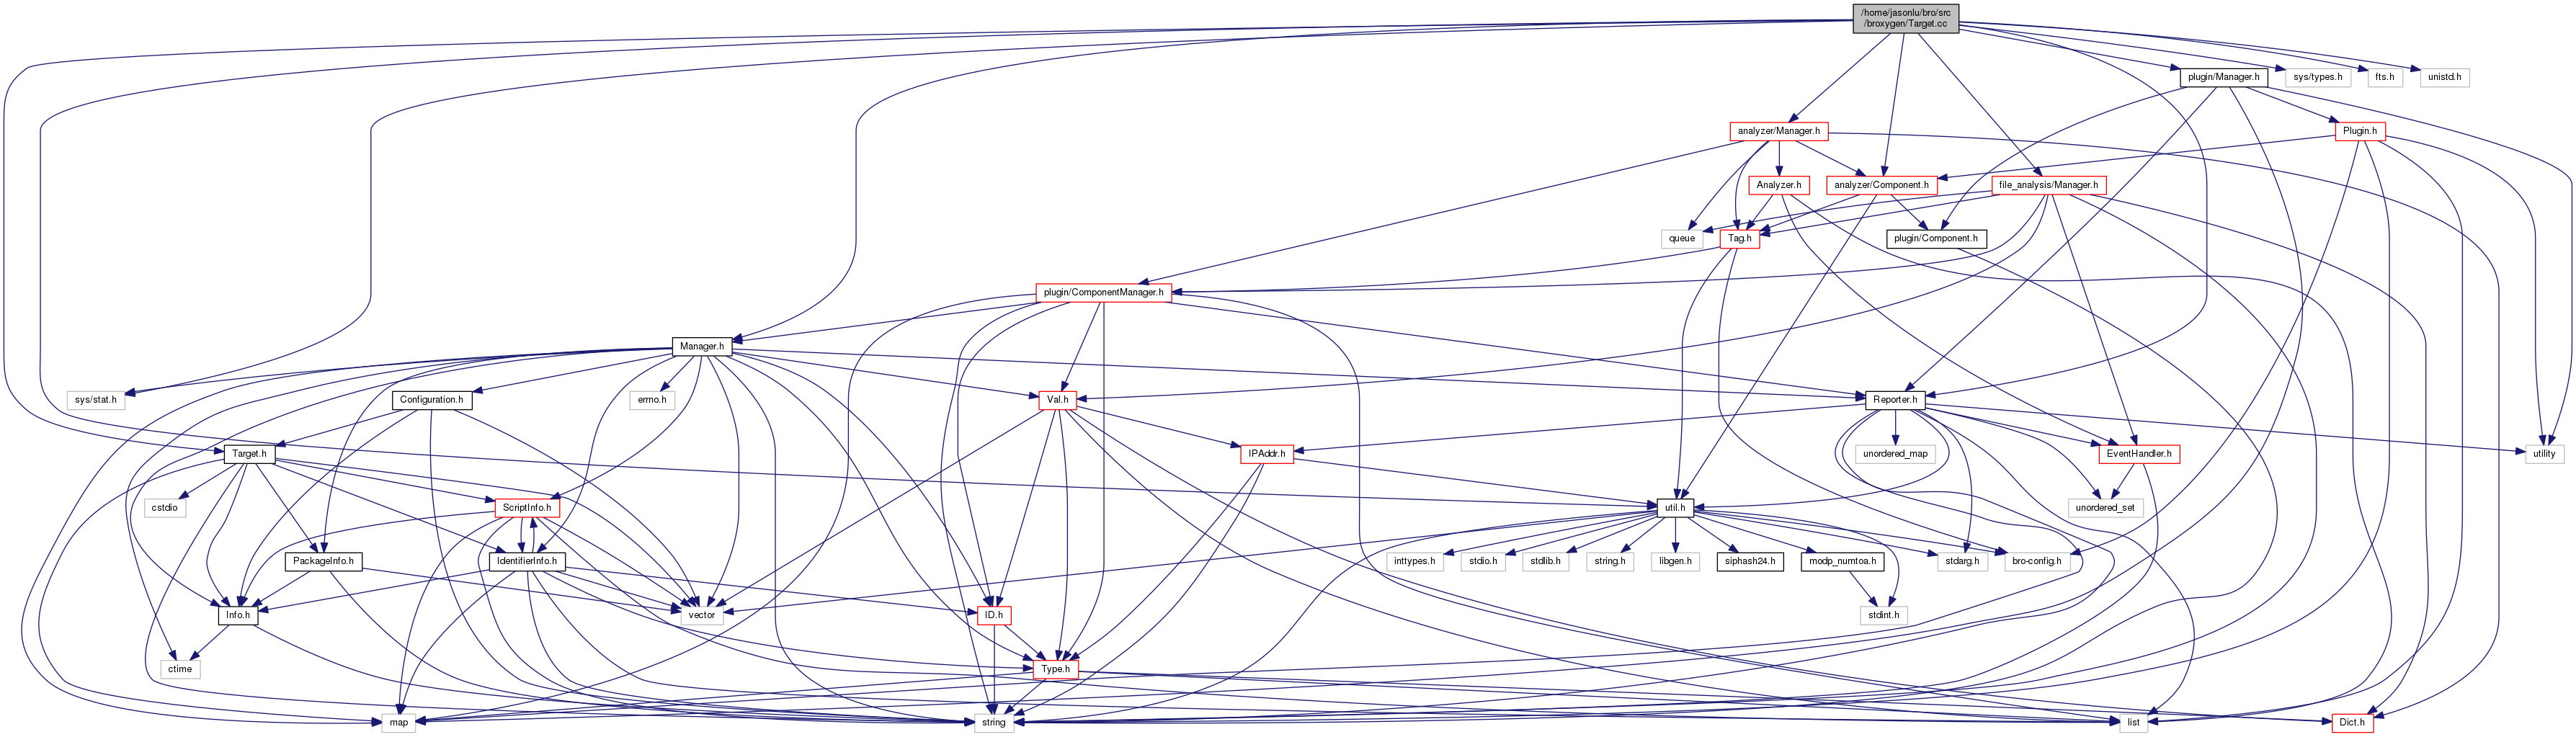 /home/jasonlu/bro/src
/broxygen/Target.cc
plugin/Manager.h
sys/types.h
fts.h
unistd.h
analyzer/Manager.h
Plugin.h
Analyzer.h
analyzer/Component.h
file_analysis/Manager.h
queue
Tag.h
plugin/Component.h
plugin/ComponentManager.h
Manager.h
sys/stat.h
Configuration.h
errno.h
Val.h
Reporter.h
Target.h
IPAddr.h
unordered_map
EventHandler.h
utility
cstdio
ScriptInfo.h
util.h
unordered_set
PackageInfo.h
IdentifierInfo.h
inttypes.h
stdio.h
stdlib.h
string.h
libgen.h
siphash24.h
modp_numtoa.h
stdarg.h
bro-config.h
Info.h
vector
ID.h
stdint.h
ctime
Type.h
map
string
list
Dict.h